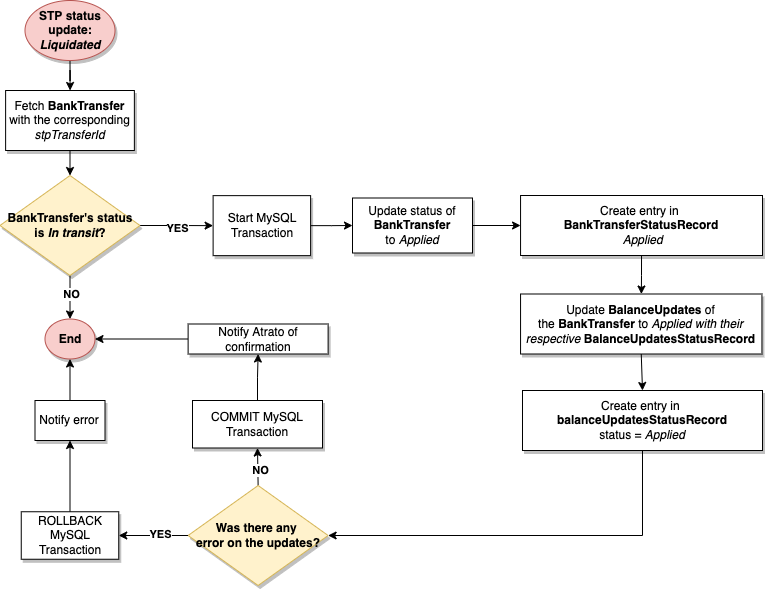 STP status
update:
Liquidated
Fetch BankTransfer
with the corresponding
stpTransferId
BankTransfer's status
is In transit?
YES
Start MySQL
Transaction
Update status of
BankTransfer
to Applied
Create entry in
BankTransferStatusRecord
Applied
NO
Update BalanceUpdates of
the BankTransfer to Applied with their
respective BalanceUpdatesStatusRecord
End
Notify Atrato of
confirmation
Notify error
COMMIT MySQL
Transaction
Create entry in
balanceUpdatesStatusRecord
status = Applied
NO
ROLLBACK
MySQL
Transaction
YES
Was there any
error on the updates?